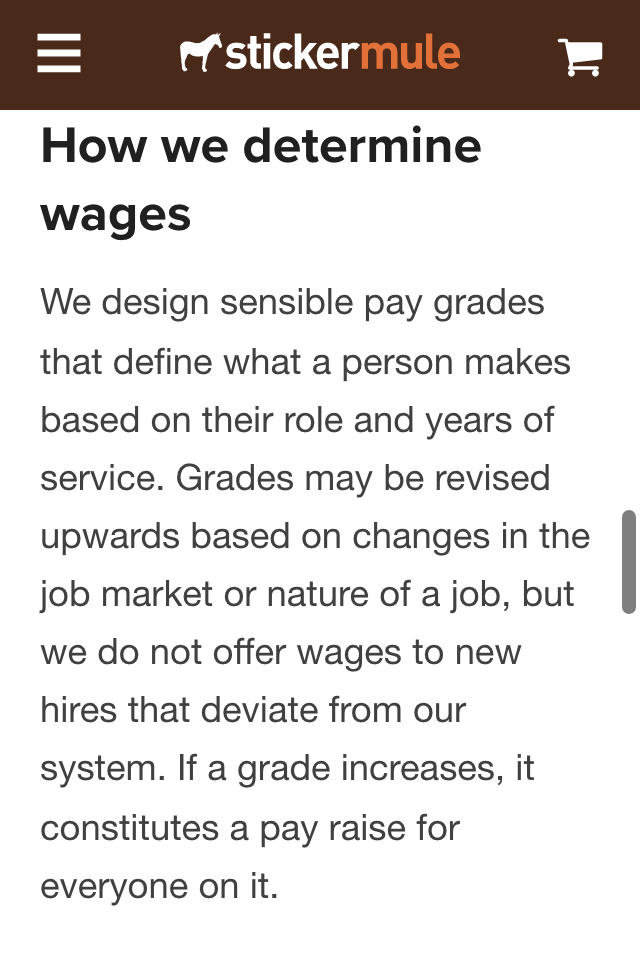 stickermule
How we determine
wages
We design sensible pay grades
that define what a person makes
based on their role and years of
service. Grades may be revised
upwards based on changes in the
job market or nature of a job, but
we do not offer wages to new
hires that deviate from our
system. If a grade increases, it
constitutes a pay raise for
everyone on it.